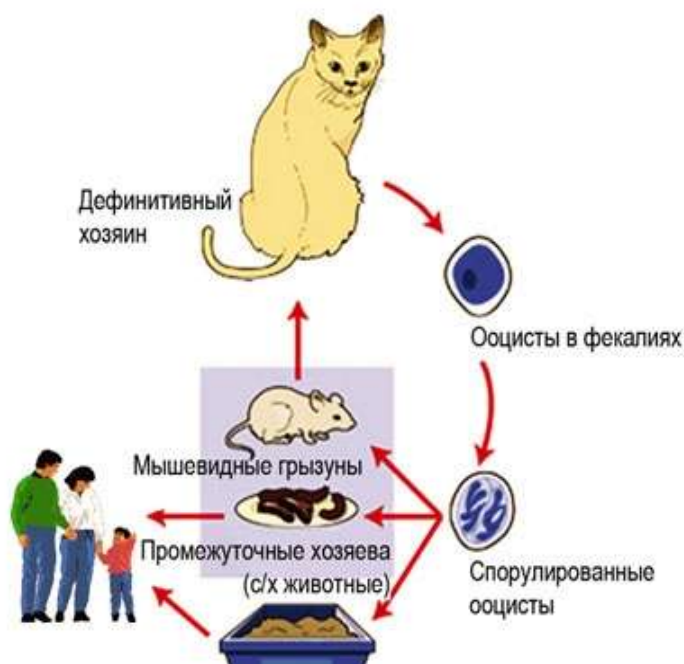 Дефинитивный
хозяин
Ооцисты в фекалиях
Мышевидные грызуны
Промежуточные хозяева
(с/х животные)
Спорулированные
ооцисты